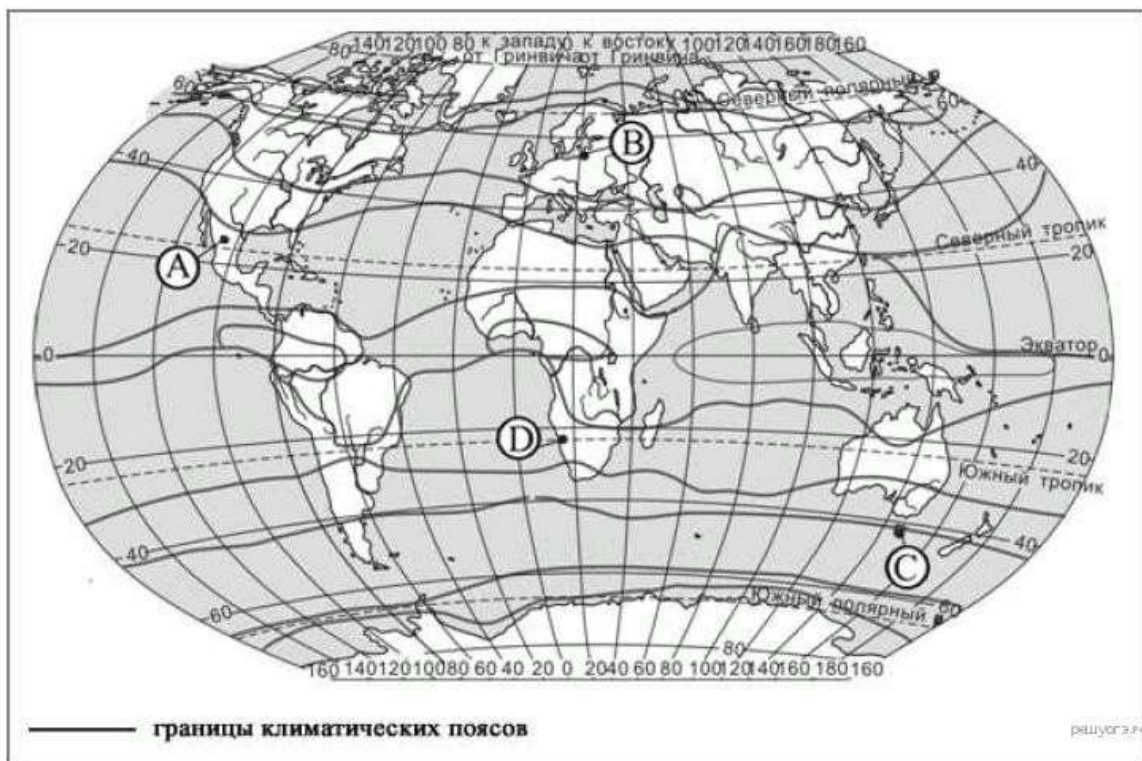 140 120 100 80 к западу 0 к востоку 100 120 140 160 180 160
от Гринвича от Гринвича
80
60
Северный полярный
60
B
40
40
Северный тропик
20
20
A
Экватор
0
0
D
20
20
Южный тропик
40
40
C
Южный полярный
60
60
80
160 140 120 100 80 60 40 20 0 20 40 60 80 100 120 140 160 180 160
границы климатических поясов